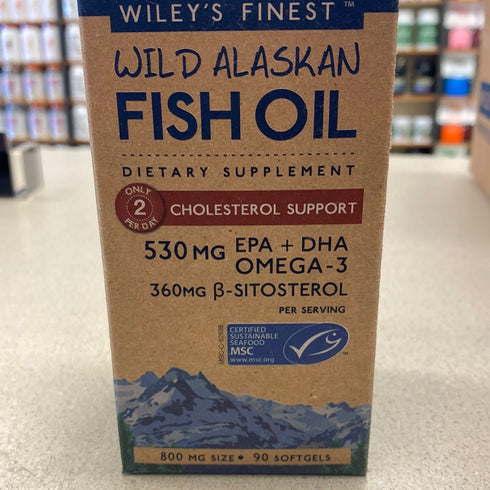 WILEY'S FINEST™
WILD ALASKAN
FISH OIL
DIETARY SUPPLEMENT
ONLY
2
PER DAY
CHOLESTEROL SUPPORT
530 MG EPA + DHA
OMEGA-3
360MG β-SITOSTEROL
PER SERVING
CERTIFIED
SUSTAINABLE
SEAFOOD
MSC
www.msc.org
800 MG SIZE • 90 SOFTGELS